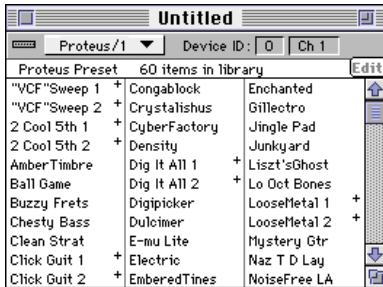 Untitled
Proteus/1 Device ID: 0 Ch 1
Proteus Preset 60 items in library Edit
"VCF"Sweep 1 + Congablock Enchanted
"VCF"Sweep 2 + Crystalishus Gillectro
2 Cool 5th 1 + CyberFactory Jingle Pad
2 Cool 5th 2 + Density Junkyard
AmberTimbre Dig It All 1 + Liszt'sGhost
Ball Game Dig It All 2 + Lo Oct Bones
Buzzy Frets Digipicker LooseMetal 1 +
Chesty Bass Dulcimer LooseMetal 2 +
Clean Strat E-mu Lite Mystery Gtr
Click Guit 1 + Electric Naz T D Lay
Click Guit 2 + EmberedTines NoiseFree LA